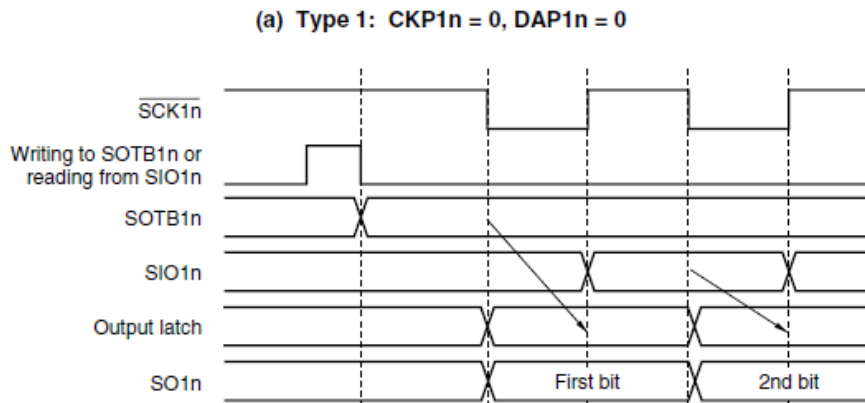 (a) Type 1: CKP1n = 0, DAP1n = 0
SCK1n
Writing to SOTB1n or
reading from SIO1n
SOTB1n
SIO1n
Output latch
SO1n
First bit
2nd bit